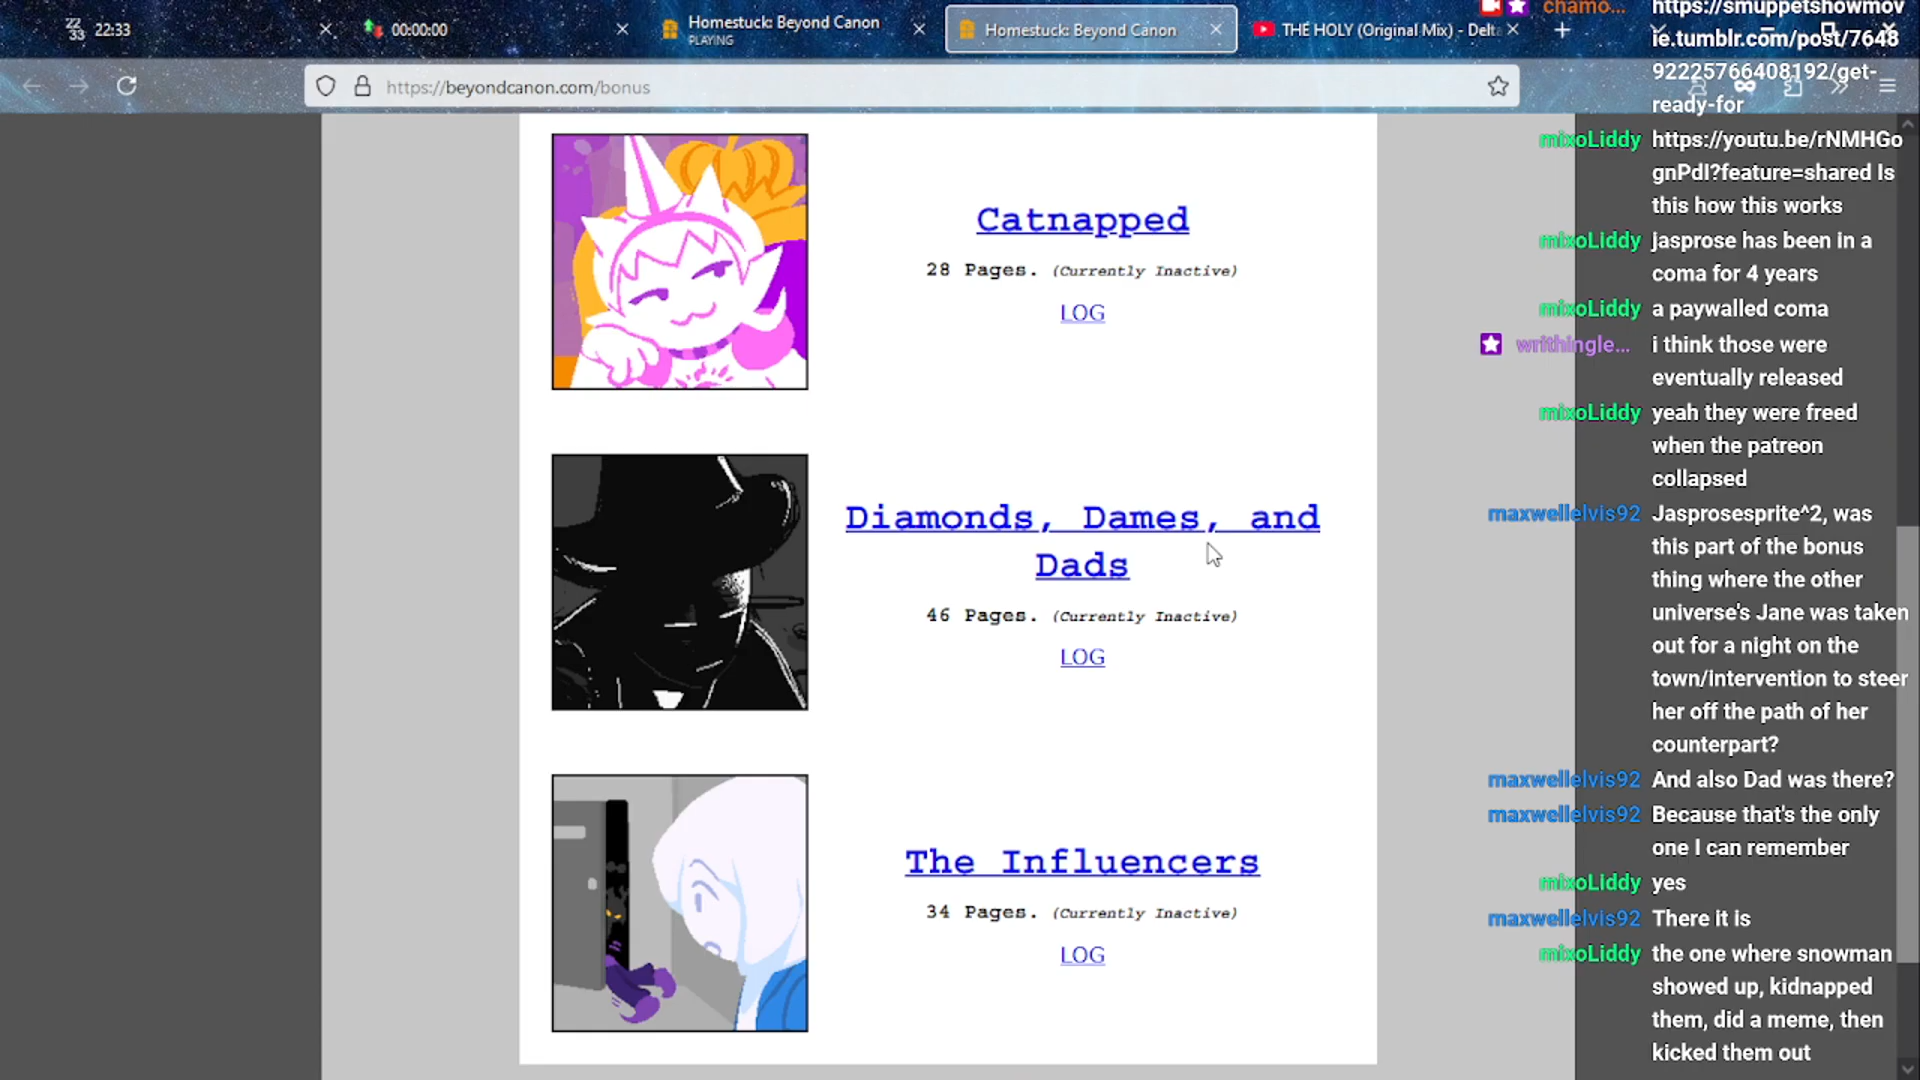 22
33
22:33
00:00:00
Homestuck: Beyond Canon
PLAYING
Homestuck: Beyond Canon
THE HOLY (Original Mix) - Delt
https://beyondcanon.com/bonus
Catnapped
28 Pages. (Currently Inactive)
LOG
Diamonds, Dames, and
Dads
46 Pages. (Currently Inactive)
LOG
The Influencers
34 Pages. (Currently Inactive)
LOG
chamo... https://smuppetshowmov
ie.tumblr.com/post/7648
92225766408192/get-
ready-for
mixoLiddy https://youtu.be/rNMHGo
gnPdI?feature=shared Is
this how this works
mixoLiddy jasprose has been in a
coma for 4 years
mixoLiddy a paywalled coma
writhingle... i think those were
eventually released
mixoLiddy yeah they were freed
when the patreon
collapsed
maxwellelvis92 Jasprosesprite^2, was
this part of the bonus
thing where the other
universe's Jane was taken
out for a night on the
town/intervention to steer
her off the path of her
counterpart?
maxwellelvis92 And also Dad was there?
maxwellelvis92 Because that's the only
one I can remember
mixoLiddy yes
maxwellelvis92 There it is
mixoLiddy the one where snowman
showed up, kidnapped
them, did a meme, then
kicked them out